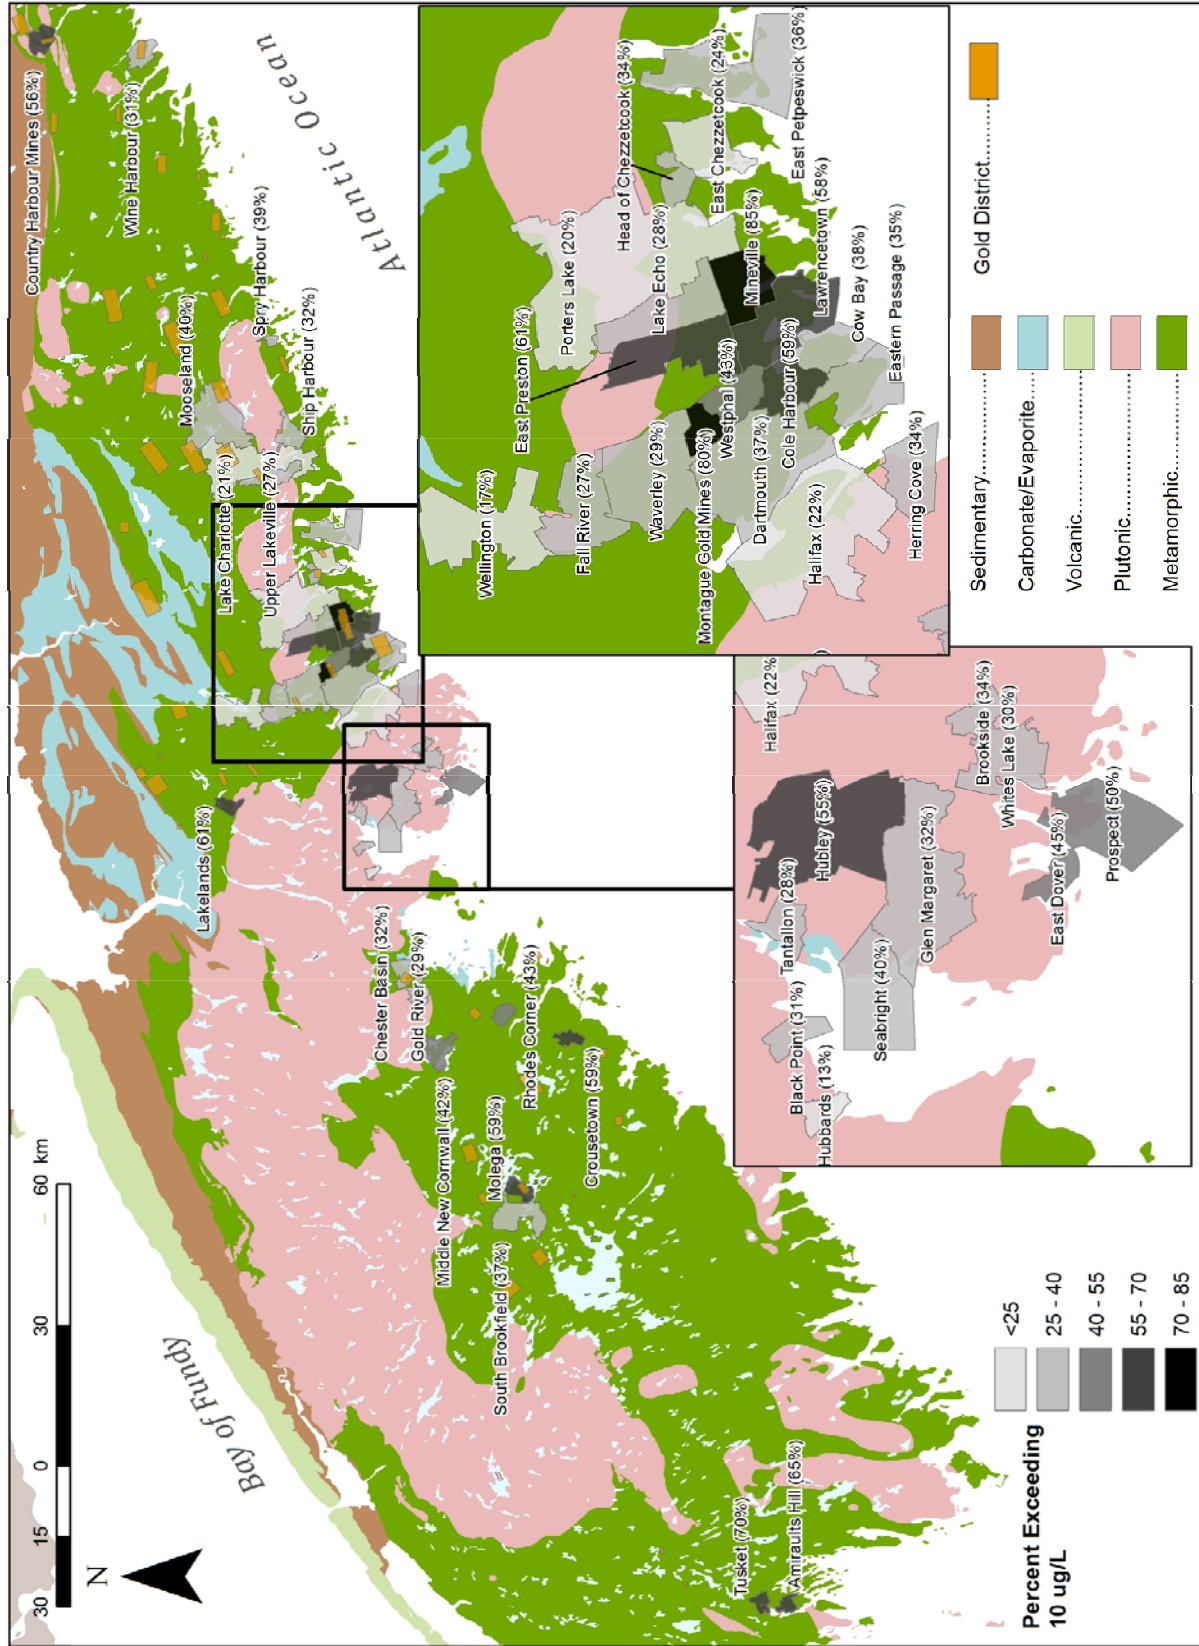 30
15
0
30
60 km
N
Bay of Fundy
Atlantic Ocean
Country Harbour Mines (56%)
Wine Harbour (31%)
Spry Harbour (39%)
Mooseland (40%)
Ship Harbour (32%)
Lake Charlotte (21%)
Upper Lakeville (27%)
Lakelands (61%)
Chester Basin (32%)
Gold River (29%)
Rhodes Corner (43%)
Middle New Cornwall (42%)
Molega (59%)
Crousetown (59%)
South Brookfield (37%)
Tusket (70%)
Amiraults Hill (65%)
Wellington (17%)
East Preston (61%)
Porters Lake (20%)
Head of Chezzetcook (34%)
Fall River (27%)
Waverley (29%)
Lake Echo (28%)
East Chezzetcook (24%)
Montague Gold Mines (80%)
Westphal (43%)
Mineville (85%)
East Petpeswick (36%)
Dartmouth (37%)
Cole Harbour (59%)
Lawrencetown (58%)
Halifax (22%)
Cow Bay (38%)
Eastern Passage (35%)
Herring Cove (34%)
Halifax (22%
Tantallon (28%)
Hubley (55%)
Black Point (31%)
Hubbards (13%)
Seabright (40%)
Glen Margaret (32%)
Brookside (34%)
Whites Lake (30%)
East Dover (45%)
Prospect (50%)
Percent Exceeding
10 ug/L
<25
25 - 40
40 - 55
55 - 70
70 - 85
Sedimentary
Carbonate/Evaporite
Volcanic
Plutonic
Metamorphic
Gold District